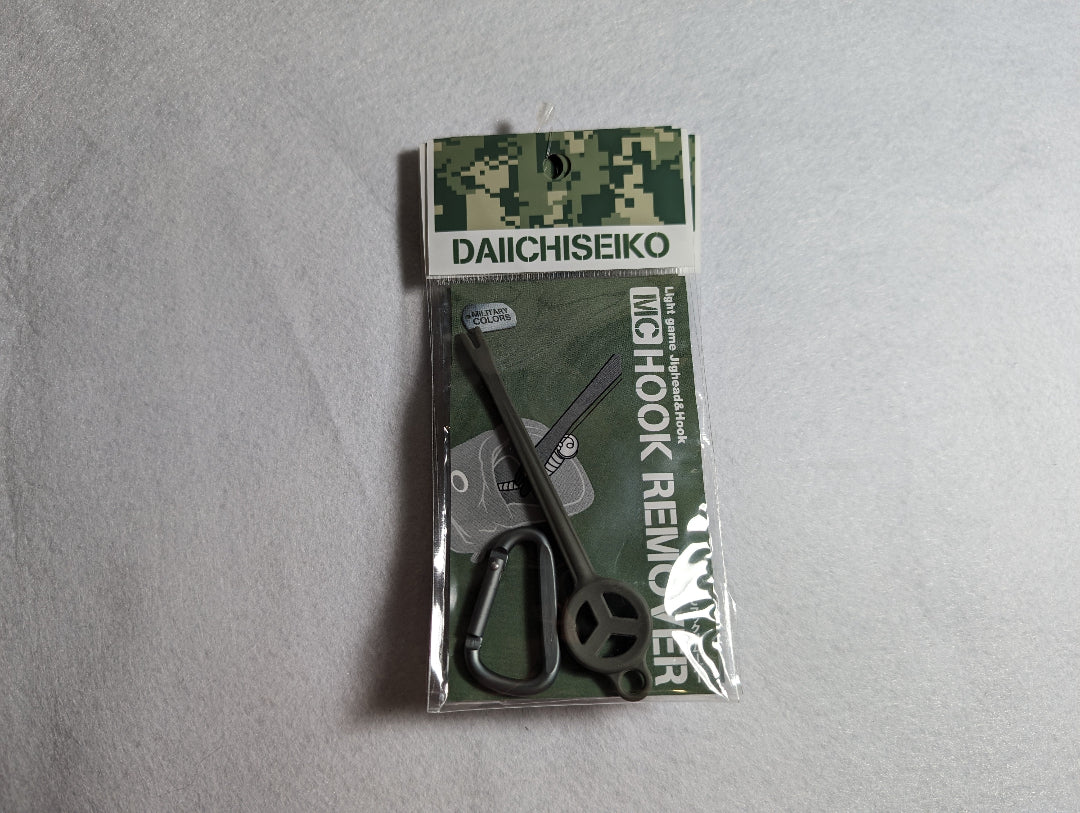 DAIICHISEIKO
MILITARY
COLORS
Light game Jighead&Hook
MC HOOK REMOVER